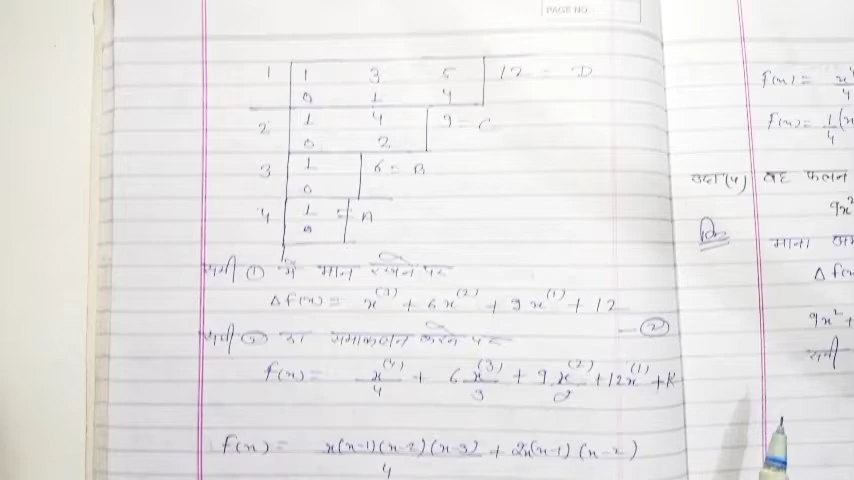 PAGE NO.
1 | 1 3 5 | 12 = D
0 1 4
2 | 1 4 | 9 = C
0 2
3 | 1 | 6 = B
0
4 | 1 = A
0
समी ① में मान रखने पर
Δf(x) = x^(3) + 6x^(2) + 9x^(1) + 12 —②
समी ② का समाकलन करने पर
f(x) = x^(4)/4 + 6x^(3)/3 + 9x^(2)/2 + 12x^(1) + K
f(x) = x(x-1)(x-2)(x-3)/4 + 2x(x-1)(x-2)
f(x) =
f(x) = 1/4
उदा(4) वह फलन
9x²
माना
Δf(x)
9x² +
समी